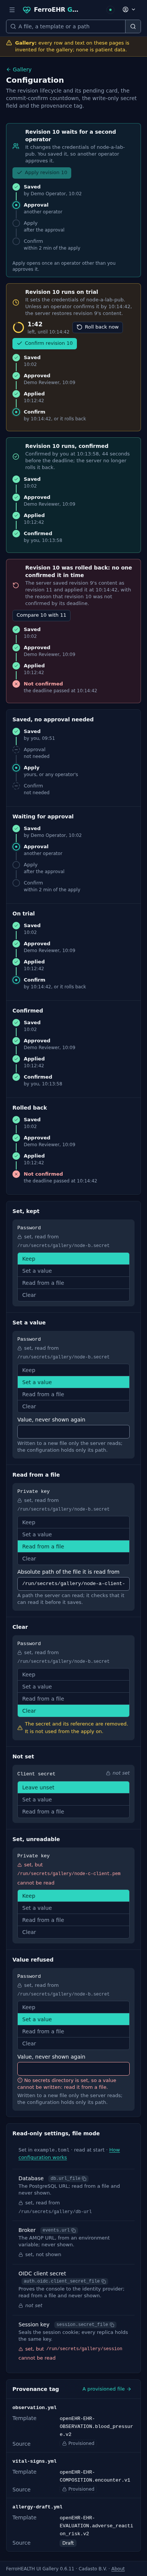 FerroEHR G...
A file, a template or a path
Gallery: every row and text on these pages is
invented for the gallery; none is patient data.
← Gallery
Configuration
The revision lifecycle and its pending card, the
commit-confirm countdown, the write-only secret
field and the provenance tag.
Revision 10 waits for a second
operator
It changes the credentials of node-a-lab-
pub. You saved it, so another operator
approves it.
Apply revision 10
Saved
by Demo Operator, 10:02
Approval
another operator
Apply
after the approval
Confirm
within 2 min of the apply
Apply opens once an operator other than you
approves it.
Revision 10 runs on trial
It sets the credentials of node-a-lab-pub.
Unless an operator confirms it by 10:14:42,
the server restores revision 9's content.
1:42
left, until 10:14:42
Roll back now
Confirm revision 10
Saved
10:02
Approved
Demo Reviewer, 10:09
Applied
10:12:42
Confirm
by 10:14:42, or it rolls back
Revision 10 runs, confirmed
Confirmed by you at 10:13:58, 44 seconds
before the deadline; the server no longer
rolls it back.
Saved
10:02
Approved
Demo Reviewer, 10:09
Applied
10:12:42
Confirmed
by you, 10:13:58
Revision 10 was rolled back: no one
confirmed it in time
The server saved revision 9's content as
revision 11 and applied it at 10:14:42, with
the reason that revision 10 was not
confirmed by its deadline.
Compare 10 with 11
Saved
10:02
Approved
Demo Reviewer, 10:09
Applied
10:12:42
Not confirmed
the deadline passed at 10:14:42
Saved, no approval needed
Saved
by you, 09:51
Approval
not needed
Apply
yours, or any operator's
Confirm
not needed
Waiting for approval
Saved
by Demo Operator, 10:02
Approval
another operator
Apply
after the approval
Confirm
within 2 min of the apply
On trial
Saved
10:02
Approved
Demo Reviewer, 10:09
Applied
10:12:42
Confirm
by 10:14:42, or it rolls back
Confirmed
Saved
10:02
Approved
Demo Reviewer, 10:09
Applied
10:12:42
Confirmed
by you, 10:13:58
Rolled back
Saved
10:02
Approved
Demo Reviewer, 10:09
Applied
10:12:42
Not confirmed
the deadline passed at 10:14:42
Set, kept
Password
set, read from
/run/secrets/gallery/node-b.secret
Keep
Set a value
Read from a file
Clear
Set a value
Password
set, read from
/run/secrets/gallery/node-b.secret
Keep
Set a value
Read from a file
Clear
Value, never shown again
Written to a new file only the server reads;
the configuration holds only its path.
Read from a file
Private key
set, read from
/run/secrets/gallery/node-b.secret
Keep
Set a value
Read from a file
Clear
Absolute path of the file it is read from
/run/secrets/gallery/node-a-client-
A path the server can read. It checks that it
can read it before it saves.
Clear
Password
set, read from
/run/secrets/gallery/node-b.secret
Keep
Set a value
Read from a file
Clear
The secret and its reference are removed.
It is not used from the apply on.
Not set
Client secret
not set
Leave unset
Set a value
Read from a file
Set, unreadable
Private key
set, but
/run/secrets/gallery/node-c-client.pem
cannot be read
Keep
Set a value
Read from a file
Clear
Value refused
Password
set, read from
/run/secrets/gallery/node-b.secret
Keep
Set a value
Read from a file
Clear
Value, never shown again
No secrets directory is set, so a value
cannot be written; read it from a file.
Written to a new file only the server reads;
the configuration holds only its path.
Read-only settings, file mode
Set in example.toml · read at start · How
configuration works
Database db.url_file
The PostgreSQL URL; read from a file and
never shown.
set, read from
/run/secrets/gallery/db-url
Broker events.url
The AMQP URL, from an environment
variable; never shown.
set, not shown
OIDC client secret
auth.oidc.client_secret_file
Proves the console to the identity provider;
read from a file and never shown.
not set
Session key session.secret_file
Seals the session cookie; every replica holds
the same key.
set, but /run/secrets/gallery/session
cannot be read
Provenance tag
A provisioned file →
observation.yml
Template
openEHR-EHR-
OBSERVATION.blood_pressur
e.v2
Source
Provisioned
vital-signs.yml
Template
openEHR-EHR-
COMPOSITION.encounter.v1
Source
Provisioned
allergy-draft.yml
Template
openEHR-EHR-
EVALUATION.adverse_reactio
n_risk.v2
Source
Draft
FerroHEALTH UI Gallery 0.6.11 · Cadasto B.V. · About